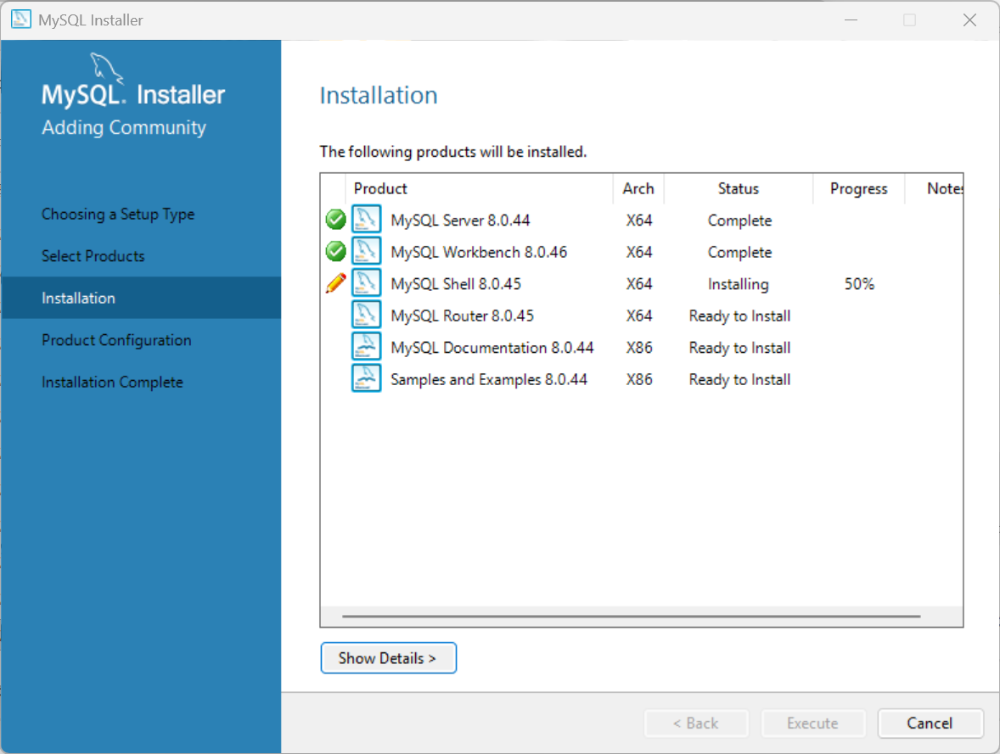 MySQL Installer
MySQL. Installer
Adding Community
Choosing a Setup Type
Select Products
Installation
Product Configuration
Installation Complete
Installation
The following products will be installed.
Product Arch Status Progress Notes
MySQL Server 8.0.44 X64 Complete
MySQL Workbench 8.0.46 X64 Complete
MySQL Shell 8.0.45 X64 Installing 50%
MySQL Router 8.0.45 X64 Ready to Install
MySQL Documentation 8.0.44 X86 Ready to Install
Samples and Examples 8.0.44 X86 Ready to Install
Show Details >
< Back Execute Cancel